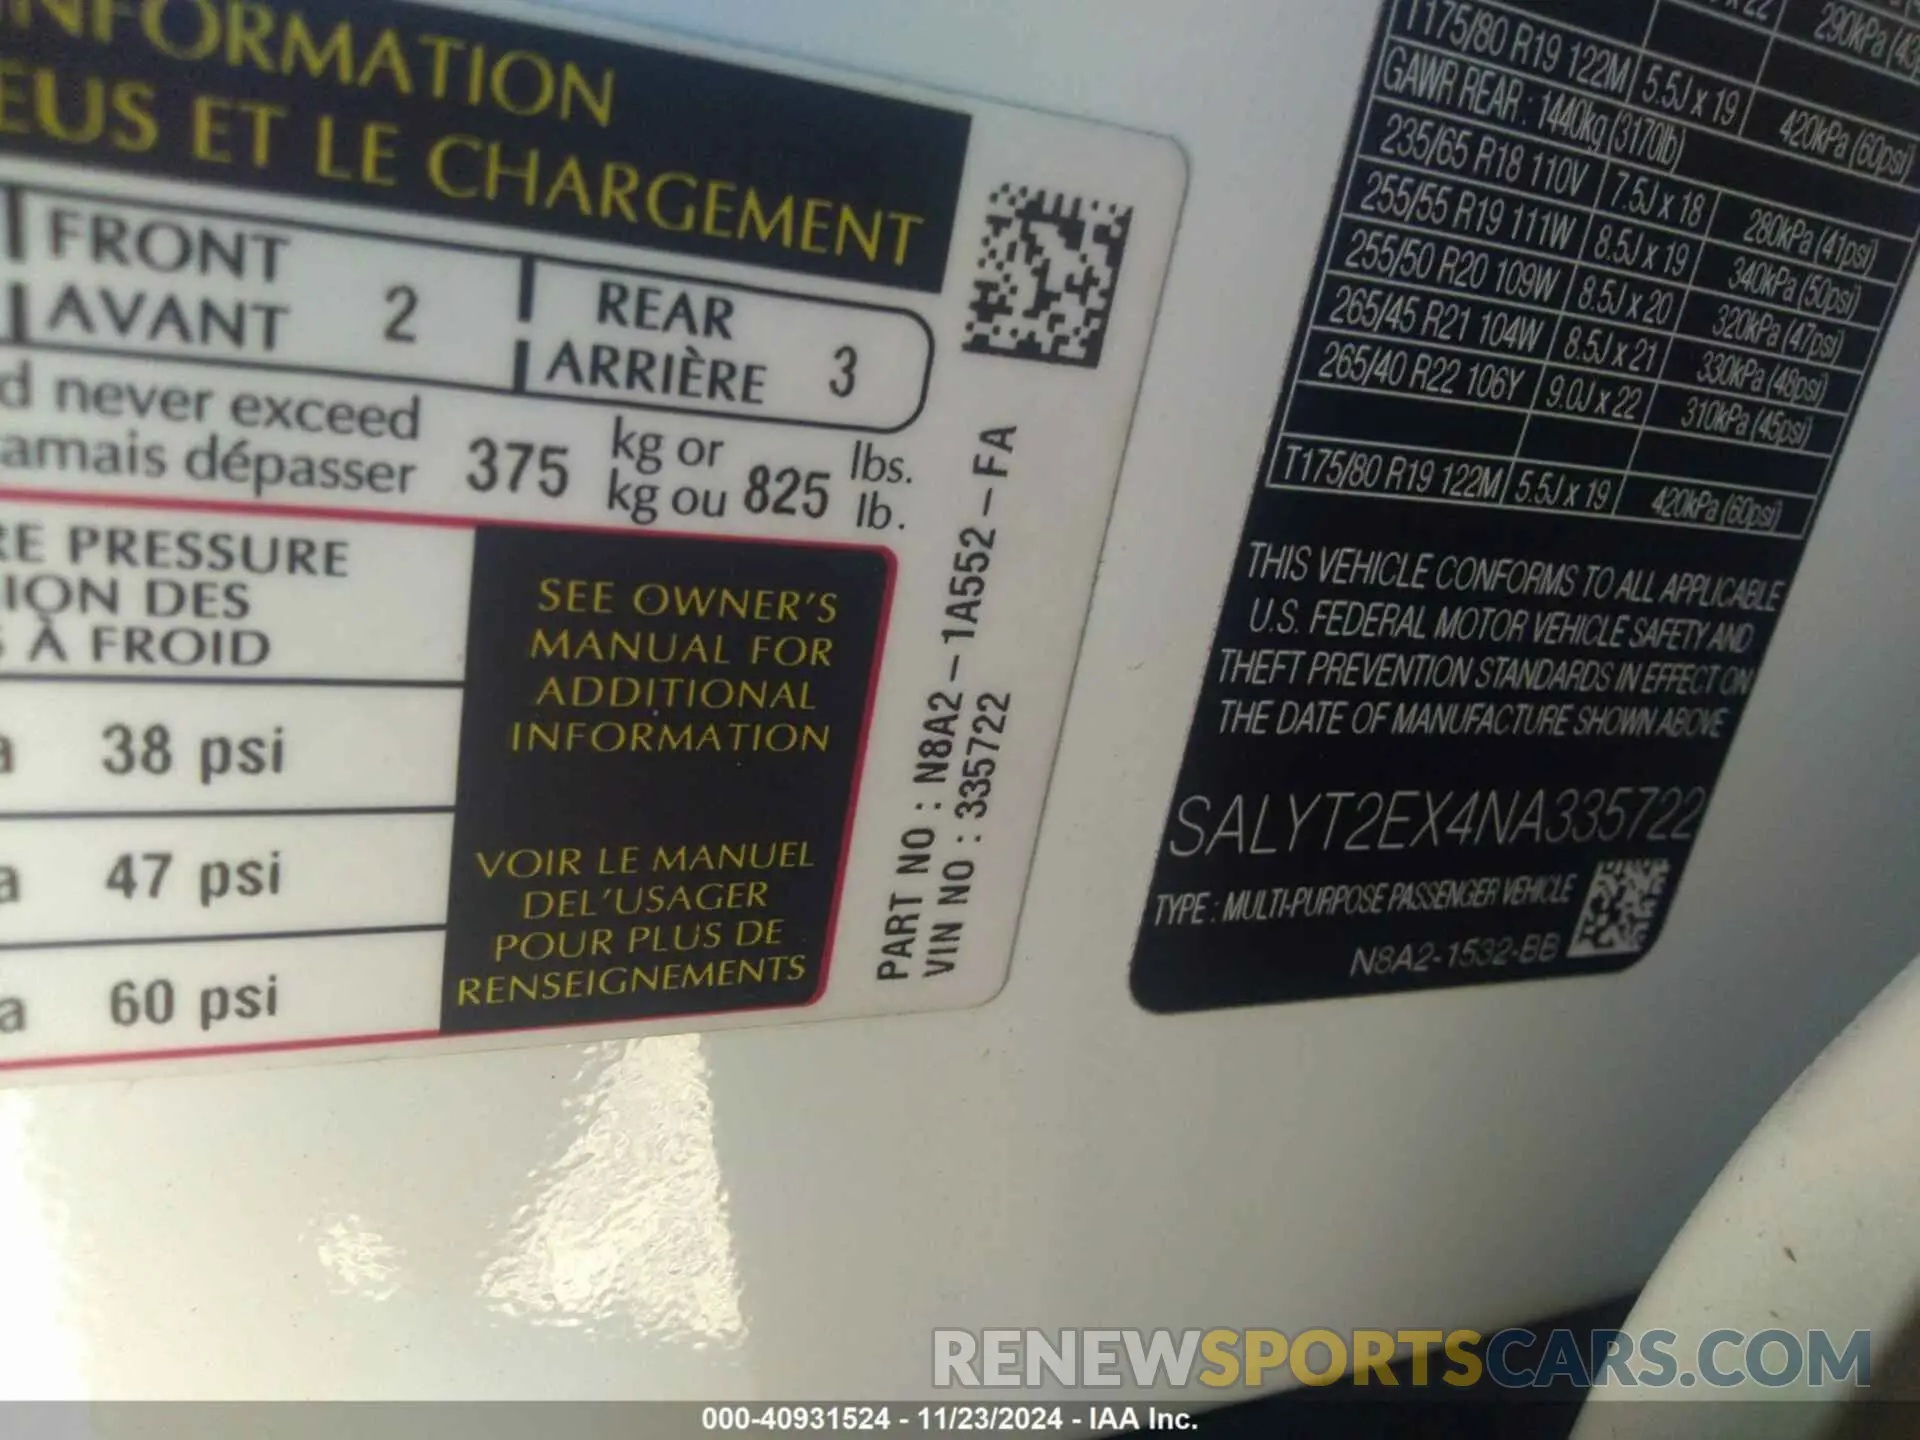 INFORMATION
EUS ET LE CHARGEMENT
FRONT
AVANT 2
REAR
ARRIÈRE 3
never exceed
amais dépasser 375 kg or
kg ou 825 lbs.
lb.
PRESSURE
DES
À FROID
38 psi
47 psi
60 psi
SEE OWNER'S
MANUAL FOR
ADDITIONAL
INFORMATION
VOIR LE MANUEL
DEL'USAGER
POUR PLUS DE
RENSEIGNEMENTS
PART NO : N8A2-1A552-FA
VIN NO : 335722
290kPa
T175/80 R19 122M 5.5J x 19 420kPa (60psi)
GAWR REAR : 1440kg (3170lb)
235/65 R18 110V 7.5J x 18 280kPa (41psi)
255/55 R19 111W 8.5J x 19 340kPa (50psi)
255/50 R20 109W 8.5J x 20 320kPa (47psi)
265/45 R21 104W 8.5J x 21 330kPa (48psi)
265/40 R22 106Y 9.0J x 22 310kPa (45psi)
T175/80 R19 122M 5.5J x 19 420kPa (60psi)
THIS VEHICLE CONFORMS TO ALL APPLICABLE
U.S. FEDERAL MOTOR VEHICLE SAFETY AND
THEFT PREVENTION STANDARDS IN EFFECT ON
THE DATE OF MANUFACTURE SHOWN ABOVE
SALYT2EX4NA335722
TYPE : MULTI-PURPOSE PASSENGER VEHICLE
N8A2-1532-BB
RENEWSPORTSCARS.COM
000-40931524 - 11/23/2024 - IAA Inc.